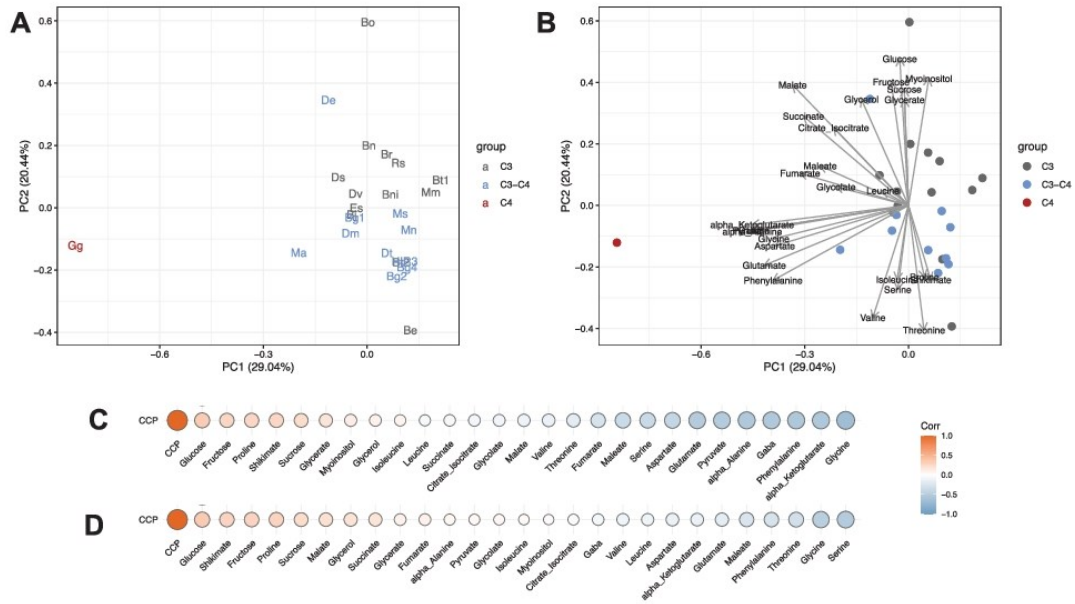 A
0.6
0.4
0.2
0.0
−0.2
−0.4
PC2 (20.44%)
−0.6
−0.3
0.0
PC1 (29.04%)
Bo
De
Bn
Br
Rs
Ds
Bt1
Mm
Dv
Bni
Es
Bg1
Ms
Dm
Mn
Ma
Dt
Bg4
Bg2
Be
Gg
group
a C3
a C3−C4
a C4
B
0.6
0.4
0.2
0.0
−0.2
−0.4
PC2 (20.44%)
−0.6
−0.3
0.0
PC1 (29.04%)
Glucose
Fructose
Myoinositol
Sucrose
Malate
Glycerol
Glycerate
Succinate
Citrate_Isocitrate
Maleate
Fumarate
Glycolate
Leucine
alpha_Ketoglutarate
Glycine
Aspartate
Glutamate
Phenylalanine
Isoleucine
Proline
Shikimate
Serine
Valine
Threonine
group
C3
C3−C4
C4
C
CCP
CCP
Glucose
Fructose
Proline
Shikimate
Sucrose
Glycerate
Myoinositol
Glycerol
Isoleucine
Leucine
Succinate
Citrate_Isocitrate
Glycolate
Malate
Valine
Threonine
Fumarate
Maleate
Serine
Aspartate
Glutamate
Pyruvate
alpha_Alanine
Gaba
Phenylalanine
alpha_Ketoglutarate
Glycine
Corr
1.0
0.5
0.0
−0.5
−1.0
D
CCP
CCP
Glucose
Shikimate
Fructose
Proline
Sucrose
Malate
Glycerol
Succinate
Glycerate
Fumarate
alpha_Alanine
Pyruvate
Glycolate
Isoleucine
Myoinositol
Citrate_Isocitrate
Gaba
Valine
Leucine
Aspartate
alpha_Ketoglutarate
Glutamate
Maleate
Phenylalanine
Threonine
Glycine
Serine